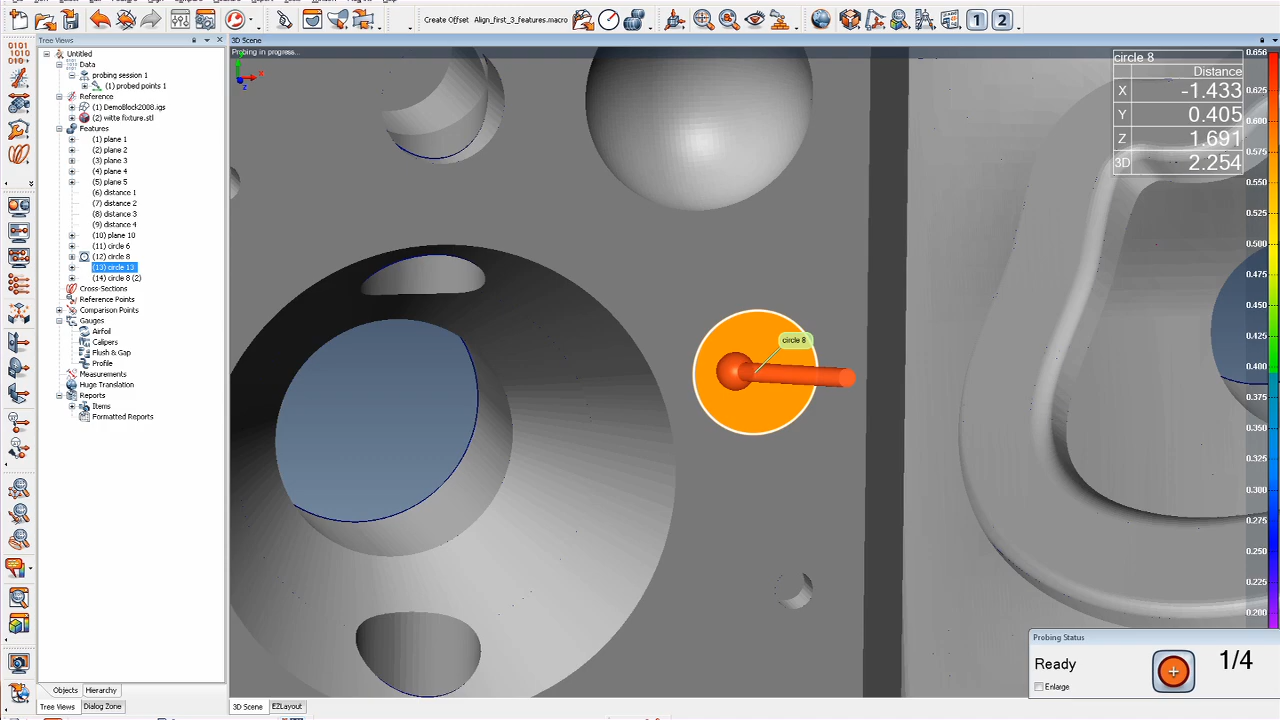 Create Offset Align_first_3_features.macro
1 2
Tree Views
3D Scene
Untitled
Data
probing session 1
(1) probed points 1
Reference
(1) DemoBlock2008.igs
(2) witte fixture.stl
Features
(1) plane 1
(2) plane 2
(3) plane 3
(4) plane 4
(5) plane 5
(6) distance 1
(7) distance 2
(8) distance 3
(9) distance 4
(10) plane 10
(11) circle 6
(12) circle 8
(13) circle 13
(14) circle 8 (2)
Cross-Sections
Reference Points
Comparison Points
Gauges
Airfoil
Calipers
Flush & Gap
Profile
Measurements
Huge Translation
Reports
Items
Formatted Reports
Objects Hierarchy
Tree Views Dialog Zone
Probing in progress...
x
z
circle 8
circle 8
Distance
X -1.433
Y 0.405
Z 1.691
3D 2.254
0.656
0.625
0.600
0.575
0.550
0.525
0.500
0.475
0.450
0.425
0.400
0.375
0.350
0.325
0.300
0.275
0.250
0.225
0.200
Probing Status
Ready
1/4
Enlarge
3D Scene EZLayout